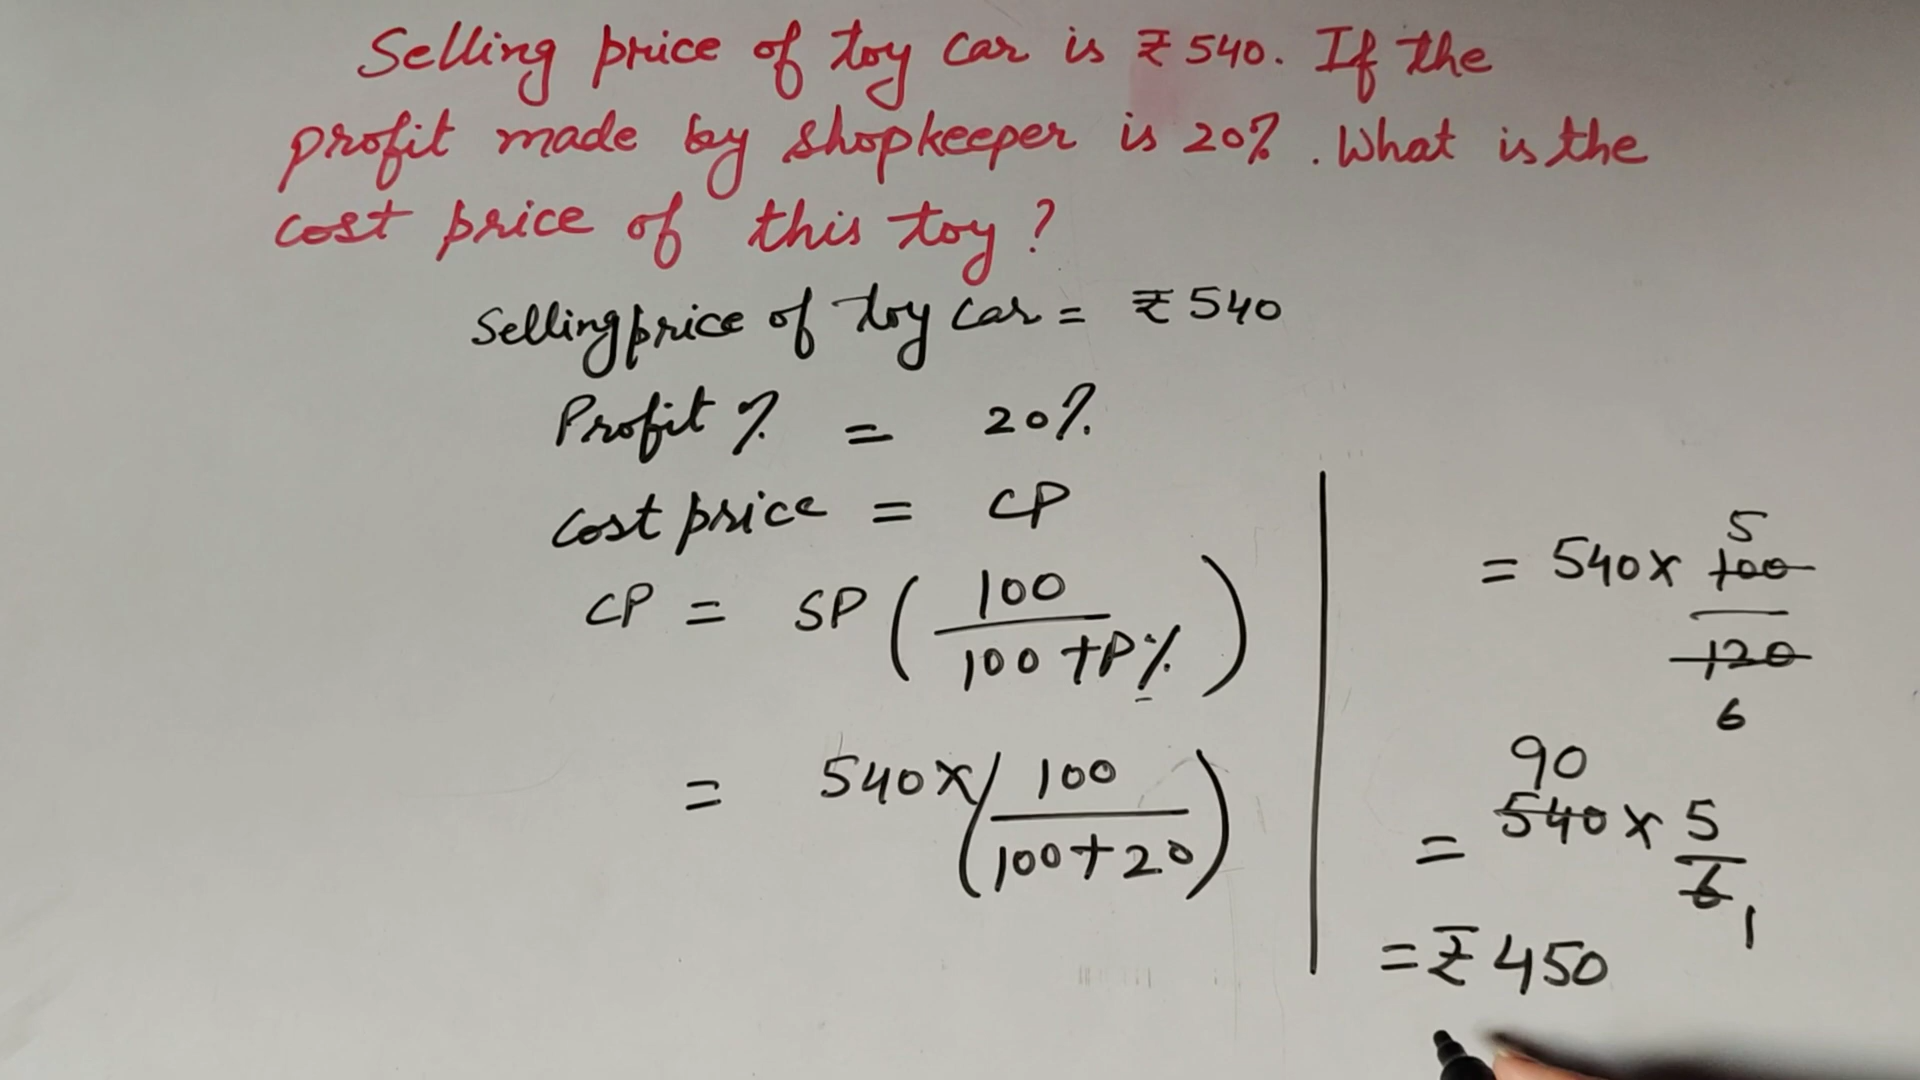 Selling price of toy car is ₹ 540. If the
profit made by shopkeeper is 20% . What is the
cost price of this toy ?
Selling price of toy car = ₹ 540
Profit % = 20%
Cost price = CP
CP = SP ( 100 / 100 + P% )
= 540 x ( 100 / 100 + 20 )
5
= 540 x 100
120
6
90
= 540 x 5
6 1
= ₹ 450